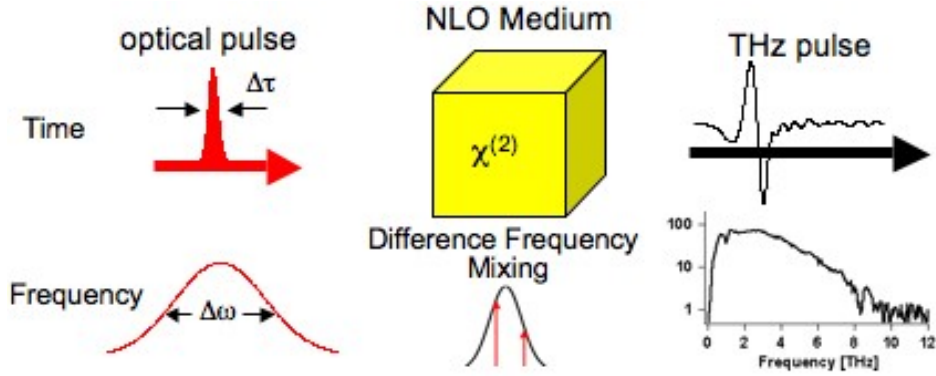 optical pulse
NLO Medium
THz pulse
Time
Δτ
χ(2)
Difference Frequency
Mixing
Frequency
Δω
100
10
1
0 2 4 6 8 10 12
Frequency [THz]